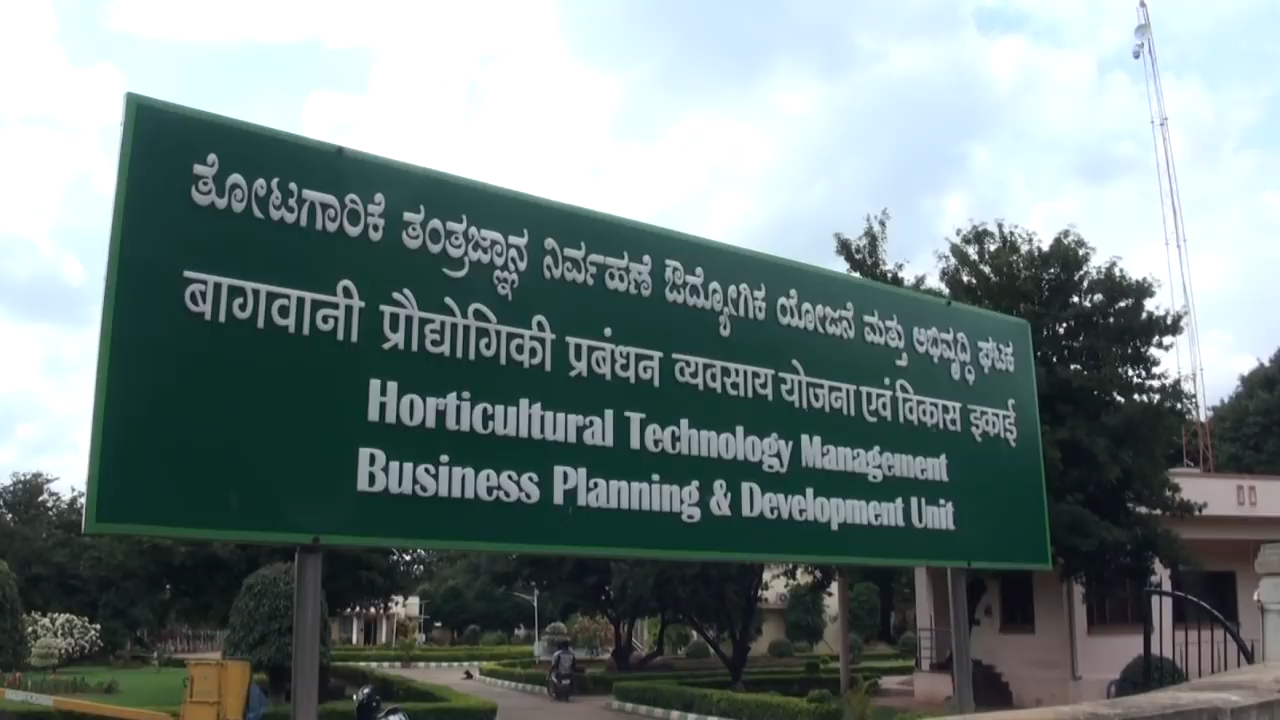 ತೋಟಗಾರಿಕೆ ತಂತ್ರಜ್ಞಾನ ನಿರ್ವಹಣೆ ಔದ್ಯೋಗಿಕ ಯೋಜನೆ ಮತ್ತು ಅಭಿವೃದ್ಧಿ ಘಟಕ
बागवानी प्रौद्योगिकी प्रबंधन व्यवसाय योजना एवं विकास इकाई
Horticultural Technology Management
Business Planning & Development Unit